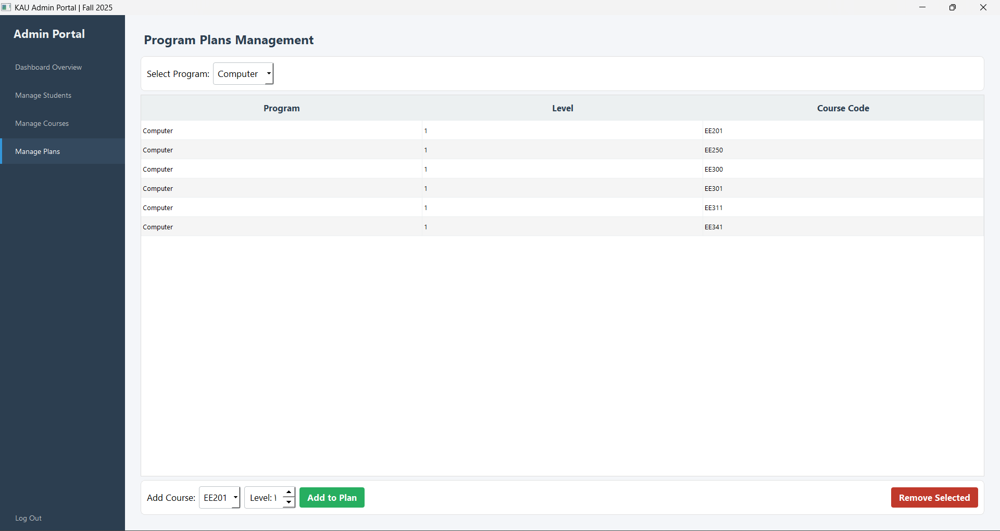 KAU Admin Portal | Fall 2025
Admin Portal
Dashboard Overview
Manage Students
Manage Courses
Manage Plans
Log Out
Program Plans Management
Select Program: Computer
Program Level Course Code
Computer 1 EE201
Computer 1 EE250
Computer 1 EE300
Computer 1 EE301
Computer 1 EE311
Computer 1 EE341
Add Course: EE201 Level: ١ Add to Plan Remove Selected